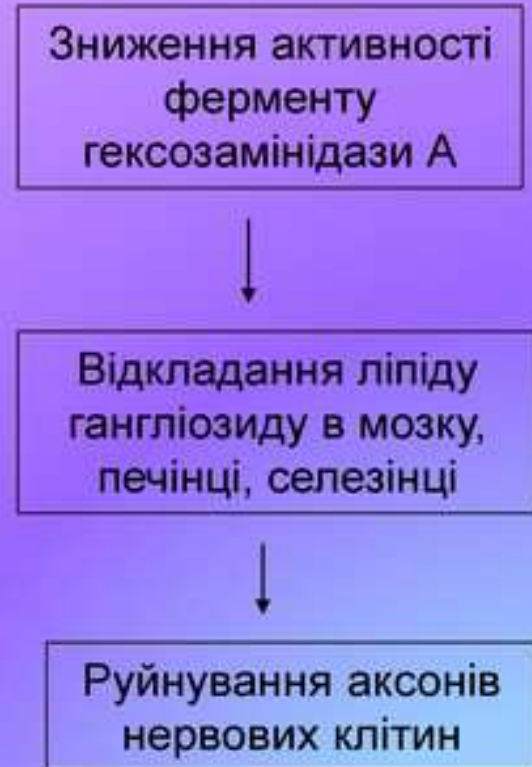 Зниження активності
ферменту
гексозамінідази А
Відкладання ліпіду
гангліозиду в мозку,
печінці, селезінці
Руйнування аксонів
нервових клітин